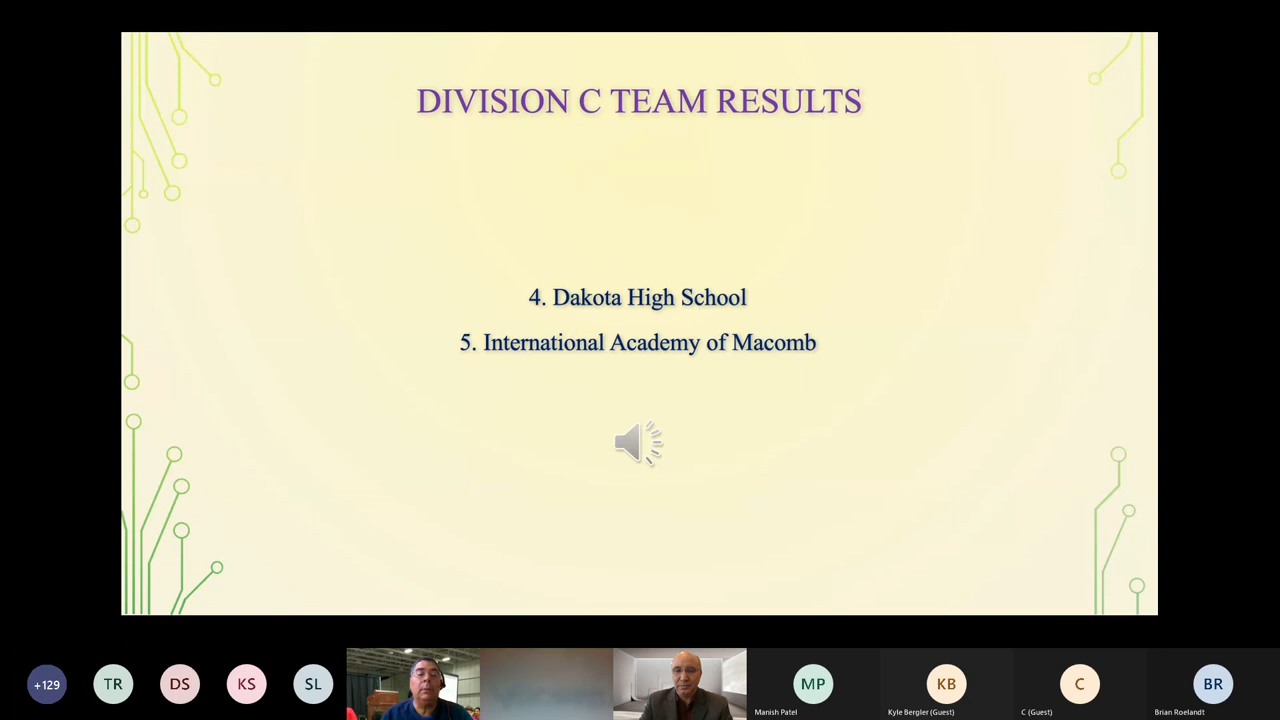 DIVISION C TEAM RESULTS
4. Dakota High School
5. International Academy of Macomb
+129
TR
DS
KS
SL
MP
KB
C
BR
Manish Patel
Kyle Bergler (Guest)
C (Guest)
Brian Roelandt